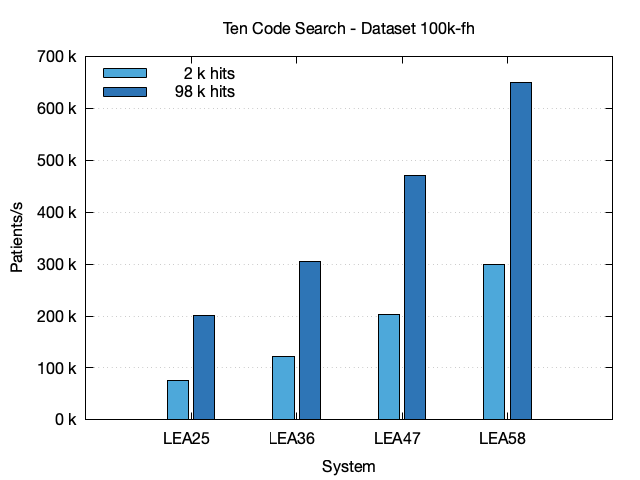 Ten Code Search - Dataset 100k-fh
700 k
600 k
500 k
400 k
300 k
200 k
100 k
0 k
Patients/s
2 k hits
98 k hits
LEA25 LEA36 LEA47 LEA58
System